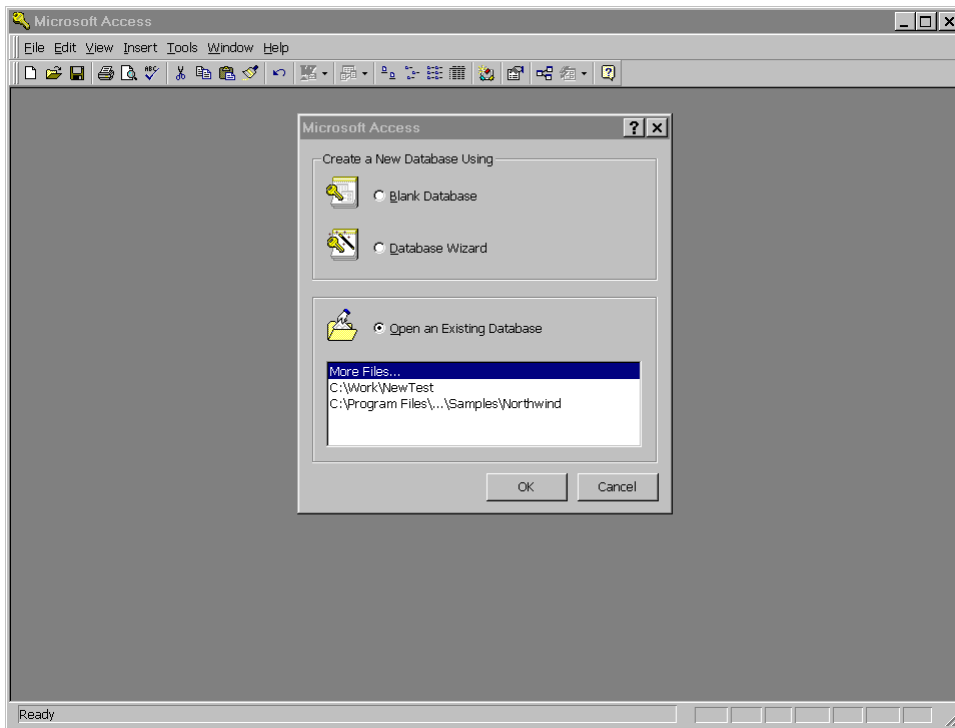 Microsoft Access
File Edit View Insert Tools Window Help
Microsoft Access
Create a New Database Using
Blank Database
Database Wizard
Open an Existing Database
More Files...
C:\Work\NewTest
C:\Program Files\...\Samples\Northwind
OK Cancel
Ready